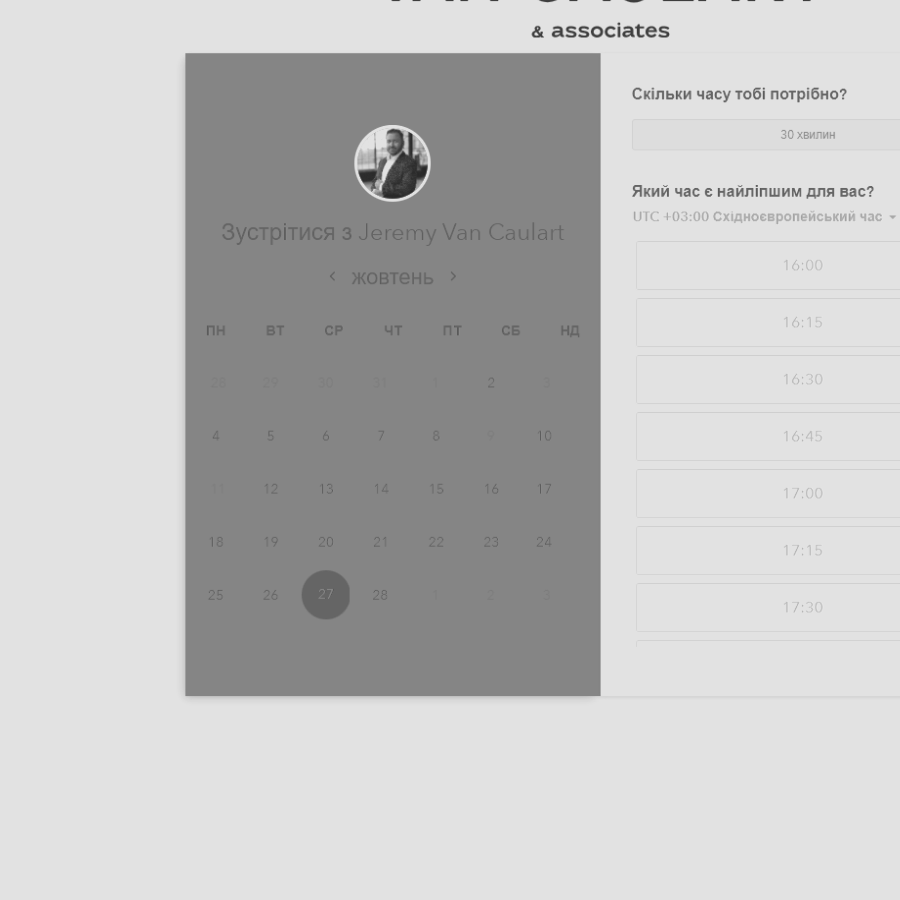 & associates
Зустрітися з Jeremy Van Caulart
жовтень
ПН ВТ СР ЧТ ПТ СБ НД
28 29 30 31 1 2 3
4 5 6 7 8 9 10
11 12 13 14 15 16 17
18 19 20 21 22 23 24
25 26 27 28 1 2 3
Скільки часу тобі потрібно?
30 хвилин
Який час є найліпшим для вас?
UTC +03:00 Східноєвропейський час
16:00
16:15
16:30
16:45
17:00
17:15
17:30